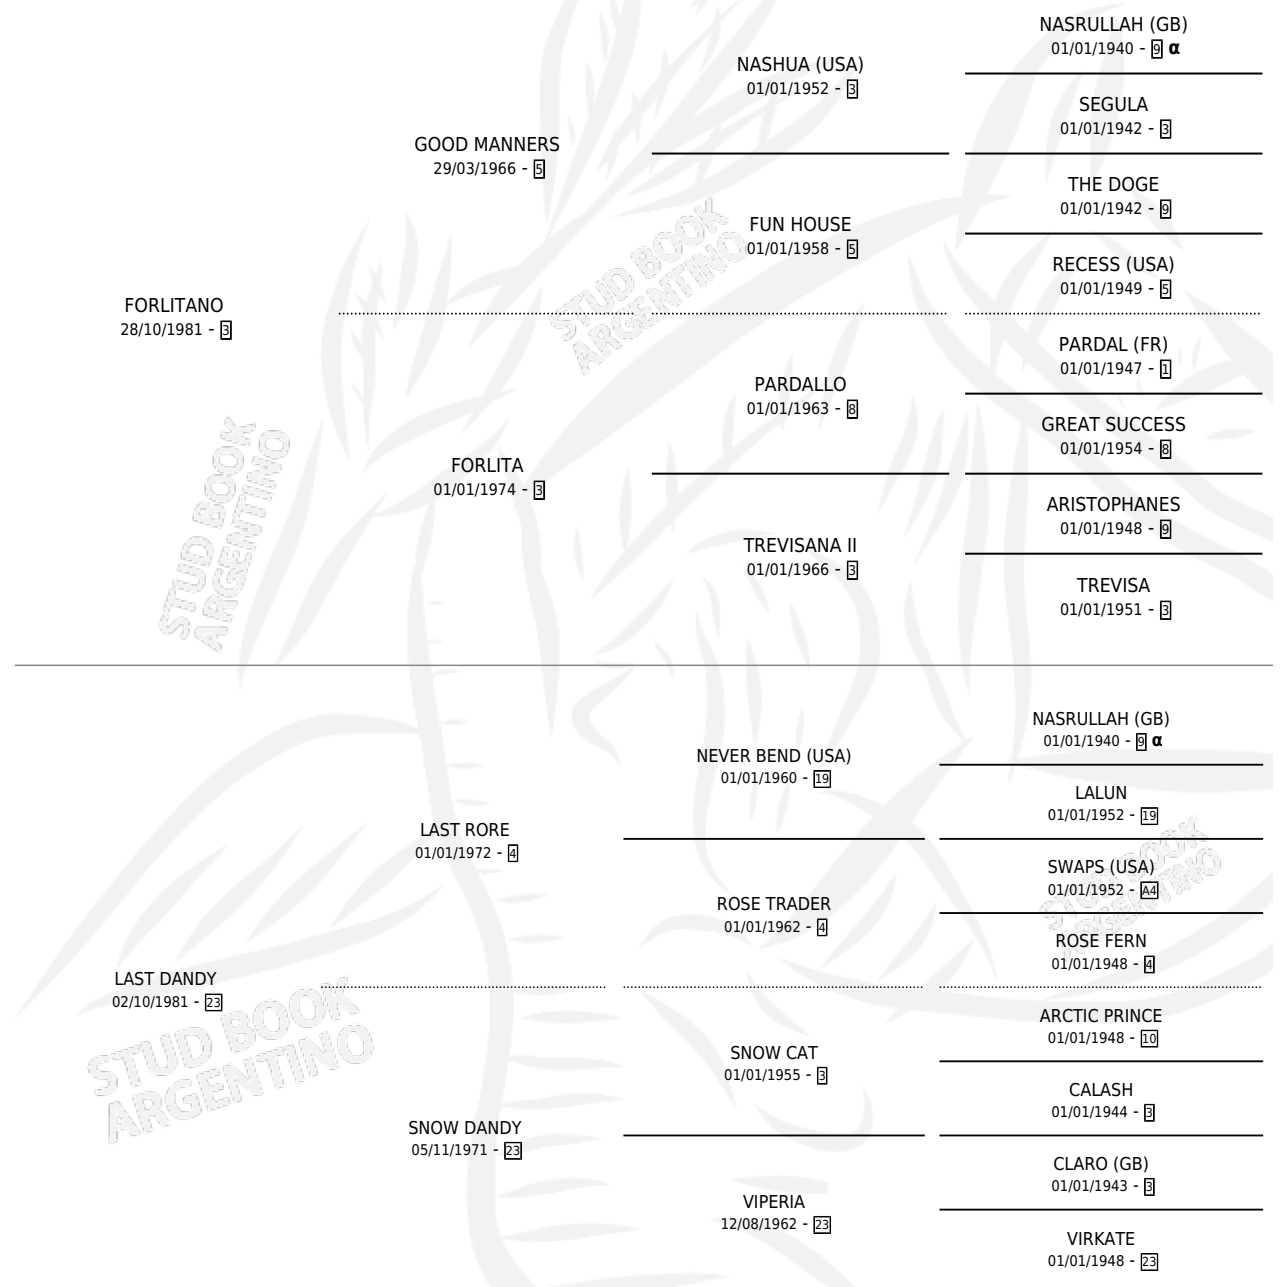 NASRULLAH (GB)
01/01/1940 - 9 α
NASHUA (USA)
01/01/1952 - 3
SEGULA
01/01/1942 - 3
GOOD MANNERS
29/03/1966 - 5
THE DOGE
01/01/1942 - 9
FUN HOUSE
01/01/1958 - 5
RECESS (USA)
01/01/1949 - 5
FORLITANO
28/10/1981 - 3
PARDAL (FR)
01/01/1947 - 1
PARDALLO
01/01/1963 - 8
GREAT SUCCESS
01/01/1954 - 8
FORLITA
01/01/1974 - 3
ARISTOPHANES
01/01/1948 - 9
TREVISANA II
01/01/1966 - 3
TREVISA
01/01/1951 - 3
NASRULLAH (GB)
01/01/1940 - 9 α
NEVER BEND (USA)
01/01/1960 - 19
LALUN
01/01/1952 - 19
LAST RORE
01/01/1972 - 4
SWAPS (USA)
01/01/1952 - A4
ROSE TRADER
01/01/1962 - 4
ROSE FERN
01/01/1948 - 4
LAST DANDY
02/10/1981 - 23
ARCTIC PRINCE
01/01/1948 - 10
SNOW CAT
01/01/1955 - 3
CALASH
01/01/1944 - 3
SNOW DANDY
05/11/1971 - 23
CLARO (GB)
01/01/1943 - 3
VIPERIA
12/08/1962 - 23
VIRKATE
01/01/1948 - 23
STUD BOOK
ARGENTINO
STUD BOOK
ARGENTINO
STUD BOOK
ARGENTINO
STUD BOOK
ARGENTINO